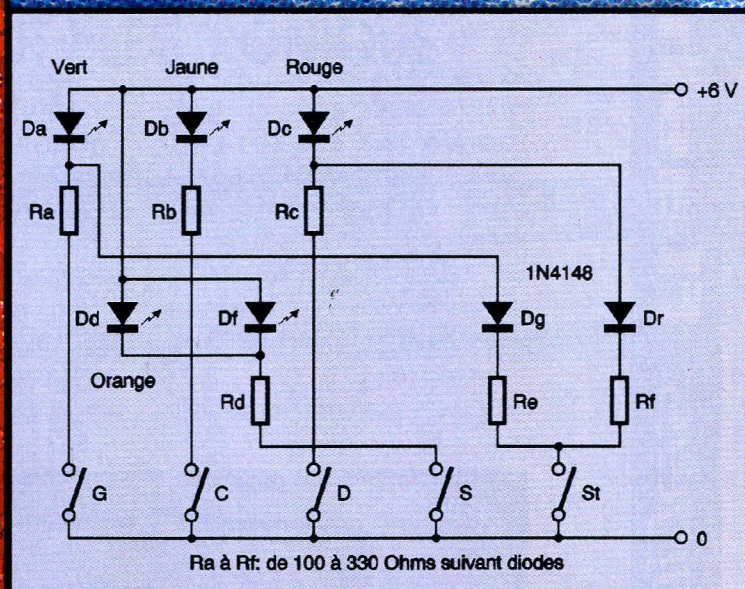 Vert Jaune Rouge
+6 V
Da Db Dc
Ra Rb Rc
1N4148
Dd Df Dg Dr
Orange
Rd Re Rf
G C D S St
0
Ra à Rf: de 100 à 330 Ohms suivant diodes